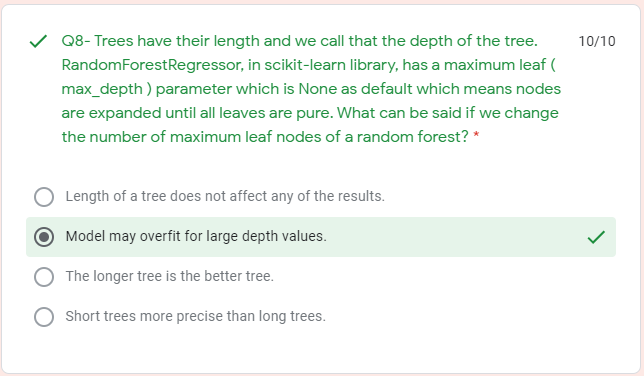 Q8- Trees have their length and we call that the depth of the tree. 10/10
RandomForestRegressor, in scikit-learn library, has a maximum leaf (
max_depth ) parameter which is None as default which means nodes
are expanded until all leaves are pure. What can be said if we change
the number of maximum leaf nodes of a random forest? *
Length of a tree does not affect any of the results.
Model may overfit for large depth values.
The longer tree is the better tree.
Short trees more precise than long trees.